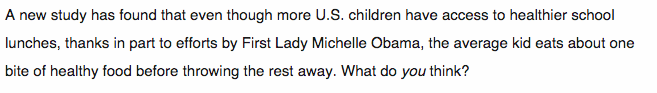 A new study has found that even though more U.S. children have access to healthier school
lunches, thanks in part to efforts by First Lady Michelle Obama, the average kid eats about one
bite of healthy food before throwing the rest away. What do you think?